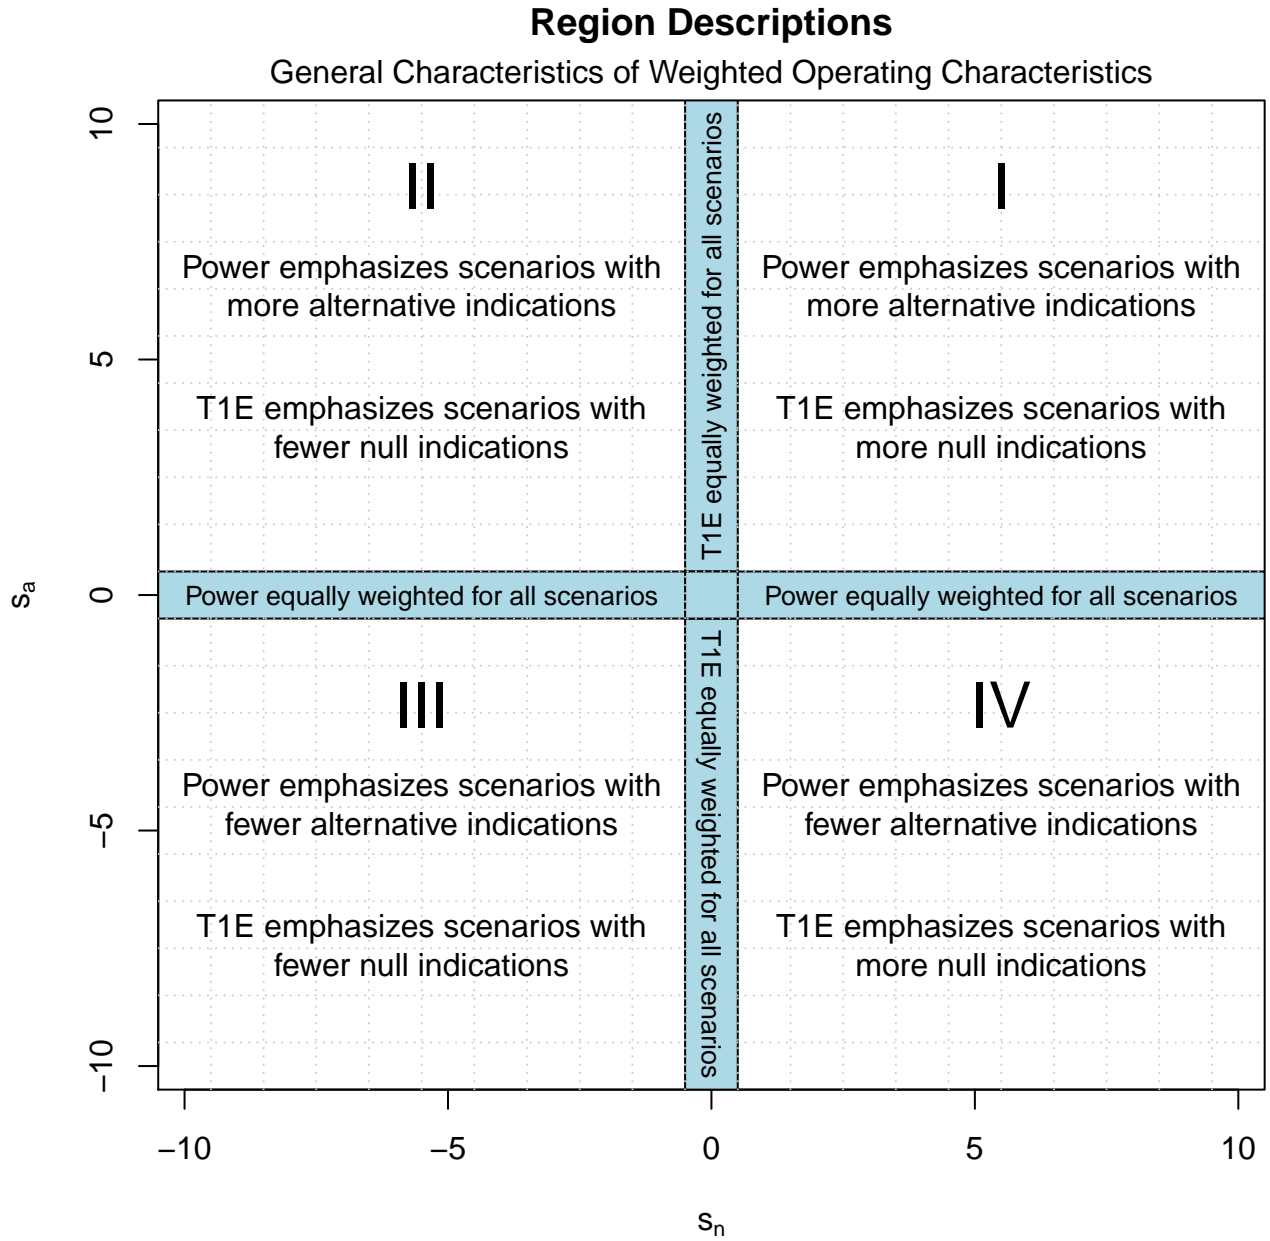 Region Descriptions
General Characteristics of Weighted Operating Characteristics
II
Power emphasizes scenarios with
more alternative indications
T1E emphasizes scenarios with
fewer null indications
T1E equally weighted for all scenarios
I
Power emphasizes scenarios with
more alternative indications
T1E emphasizes scenarios with
more null indications
Power equally weighted for all scenarios
Power equally weighted for all scenarios
III
Power emphasizes scenarios with
fewer alternative indications
T1E emphasizes scenarios with
fewer null indications
T1E equally weighted for all scenarios
IV
Power emphasizes scenarios with
fewer alternative indications
T1E emphasizes scenarios with
more null indications
10
5
0
−5
−10
sₐ
−10 −5 0 5 10
sₙ